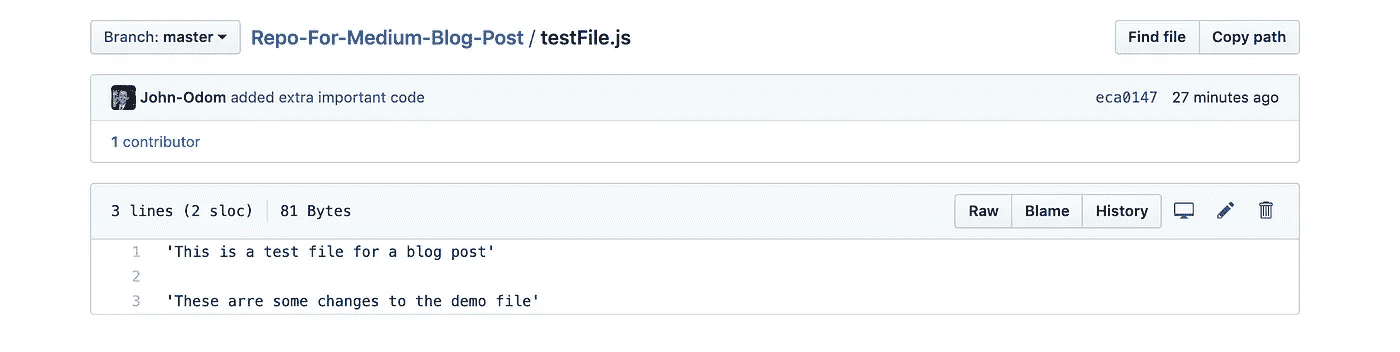 Branch: master Repo-For-Medium-Blog-Post / testFile.js Find file Copy path
John-Odom added extra important code eca0147 27 minutes ago
1 contributor
3 lines (2 sloc) 81 Bytes Raw Blame History
1 'This is a test file for a blog post'
2
3 'These arre some changes to the demo file'